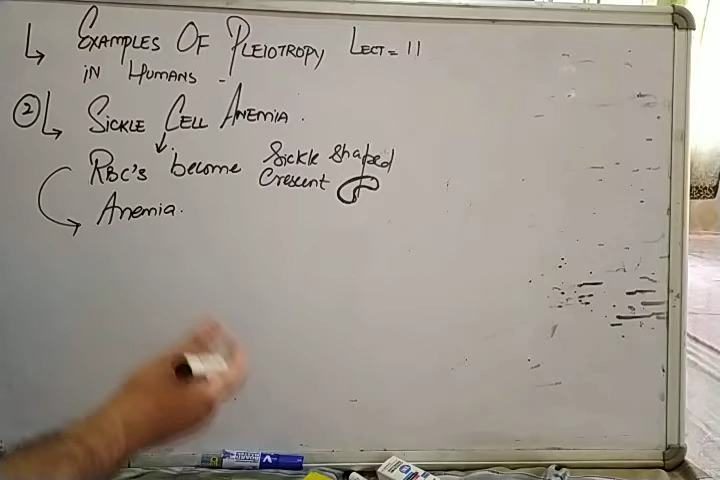 ↳ EXAMPLES OF PLEIOTROPY LECT = 11
IN HUMANS -
② ↳ SICKLE CELL ANEMIA.
RBC's become Sickle shaped
Crescent
Anemia.